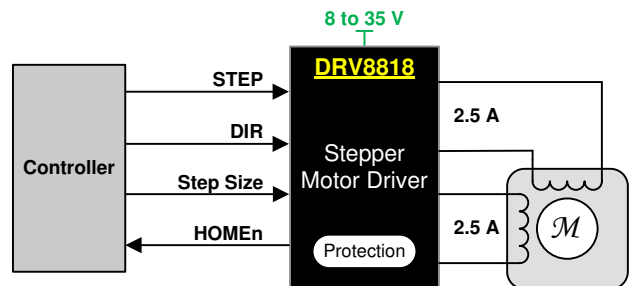 8 to 35 V
DRV8818
STEP
2.5 A
DIR
Controller
Stepper
Motor Driver
Step Size
HOMEn
2.5 A
M
Protection